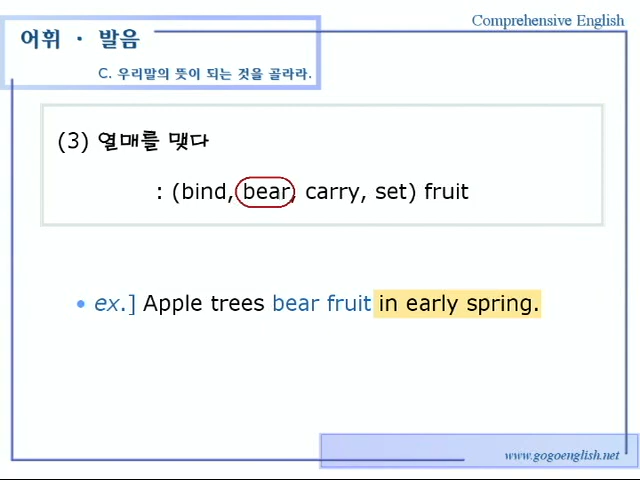 Comprehensive English
어휘 · 발음
C. 우리말의 뜻이 되는 것을 골라라.
(3) 열매를 맺다
: (bind, bear, carry, set) fruit
• ex.] Apple trees bear fruit in early spring.
www.gogoenglish.net